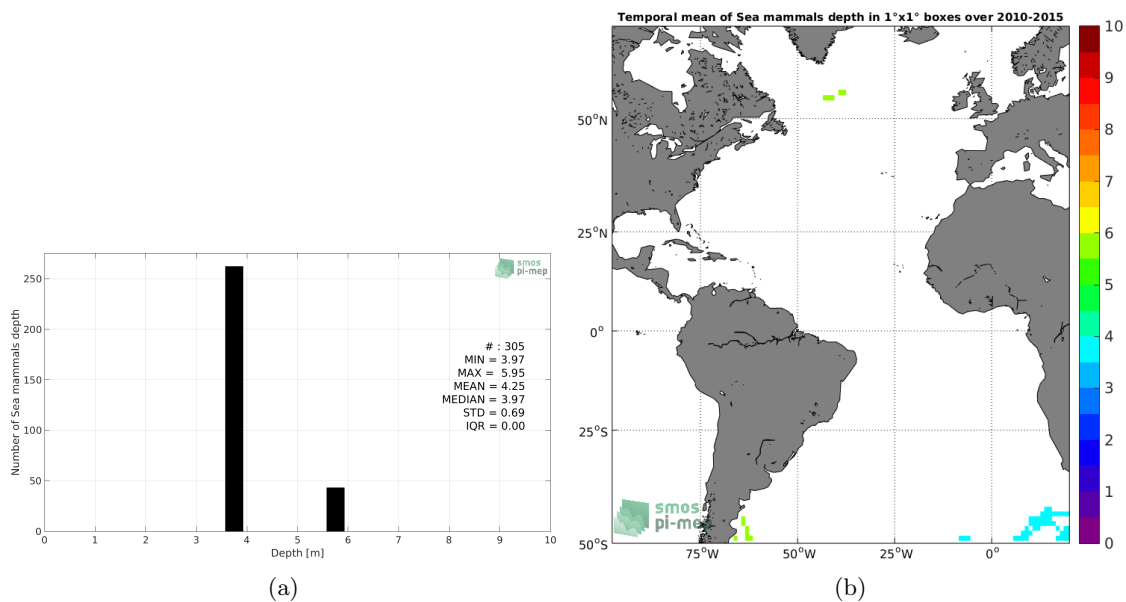 smos
pi-mep
Number of Sea mammals depth
250
200
150
100
50
0
# : 305
MIN = 3.97
MAX = 5.95
MEAN = 4.25
MEDIAN = 3.97
STD = 0.69
IQR = 0.00
0 1 2 3 4 5 6 7 8 9 10
Depth [m]
(a)
Temporal mean of Sea mammals depth in 1°x1° boxes over 2010-2015
50°N
25°N
0°
25°S
50°S
75°W 50°W 25°W 0°
smos
pi-mep
10
9
8
7
6
5
4
3
2
1
0
(b)